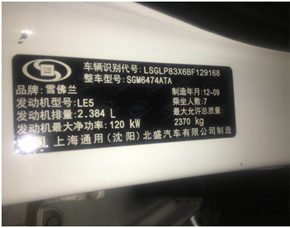 车辆识别代号: LSGLP83X6BF129168
整车型号: SGM6474ATA
雪佛兰
制造年月: 12-09
发动机型号: LE5
乘坐人数: 7
发动机排量: 2.384 L
最大允许总质量:
发动机最大功率: 120 kW
2370 kg
国 上海通用(沈阳)北盛汽车有限公司制造